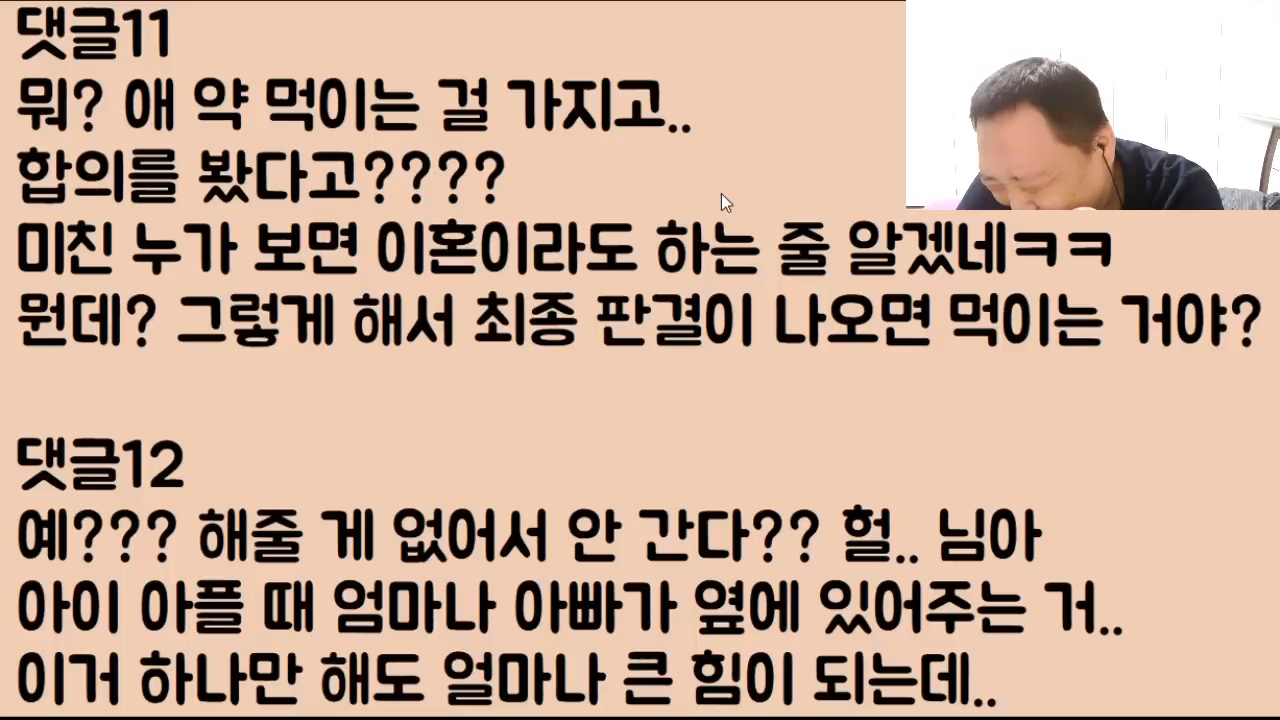 댓글11
뭐? 애 약 먹이는 걸 가지고..
합의를 봤다고????
미친 누가 보면 이혼이라도 하는 줄 알겠네ㅋㅋ
뭔데? 그렇게 해서 최종 판결이 나오면 먹이는 거야?
댓글12
예??? 해줄 게 없어서 안 간다?? 헐.. 님아
아이 아플 때 엄마나 아빠가 옆에 있어주는 거..
이거 하나만 해도 얼마나 큰 힘이 되는데..